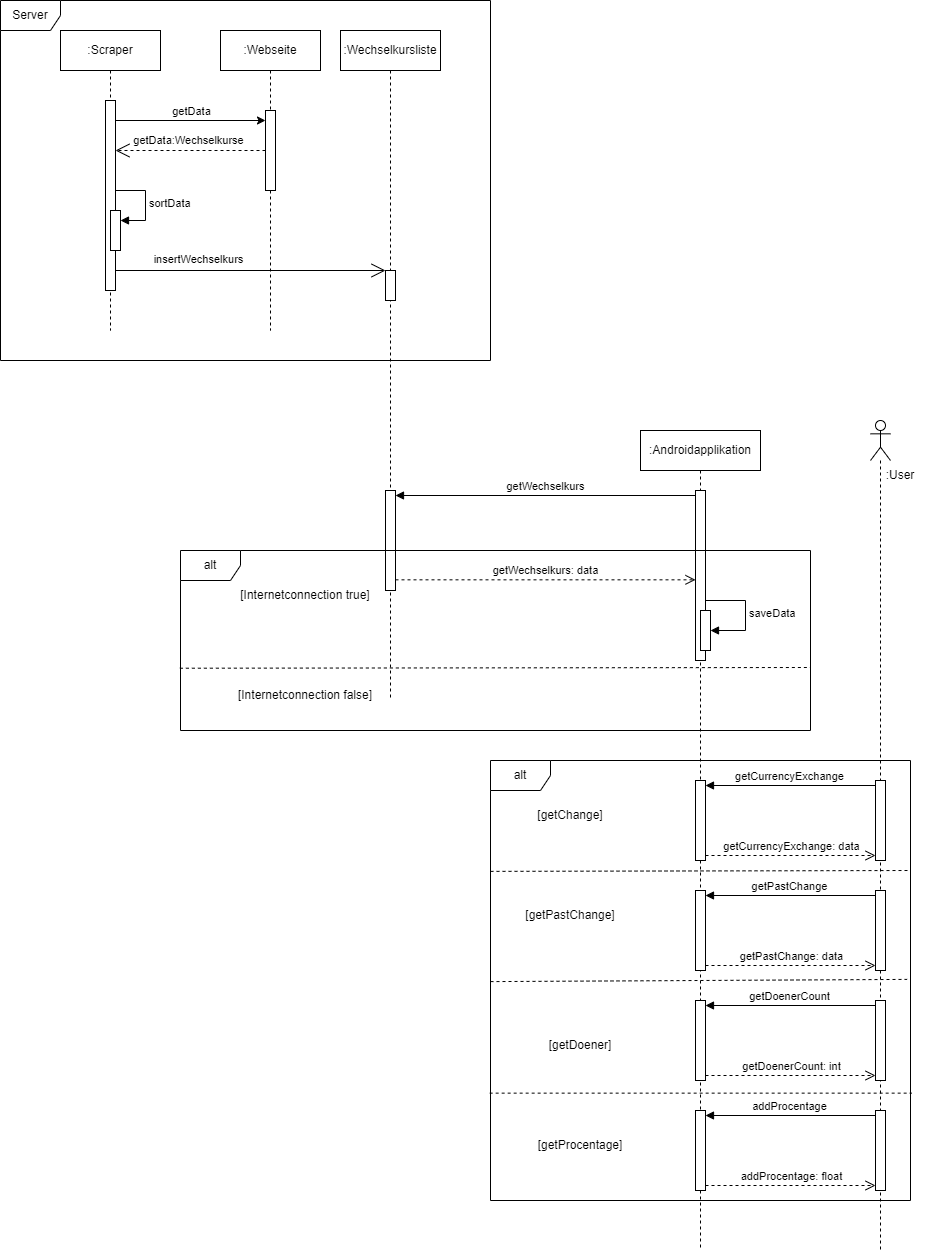 Server
:Scraper
:Webseite
:Wechselkursliste
getData
getData:Wechselkurse
sortData
insertWechselkurs
:Androidapplikation
:User
getWechselkurs
alt
getWechselkurs: data
[Internetconnection true]
saveData
[Internetconnection false]
alt
getCurrencyExchange
[getChange]
getCurrencyExchange: data
getPastChange
[getPastChange]
getPastChange: data
getDoenerCount
[getDoener]
getDoenerCount: int
addProcentage
[getProcentage]
addProcentage: float